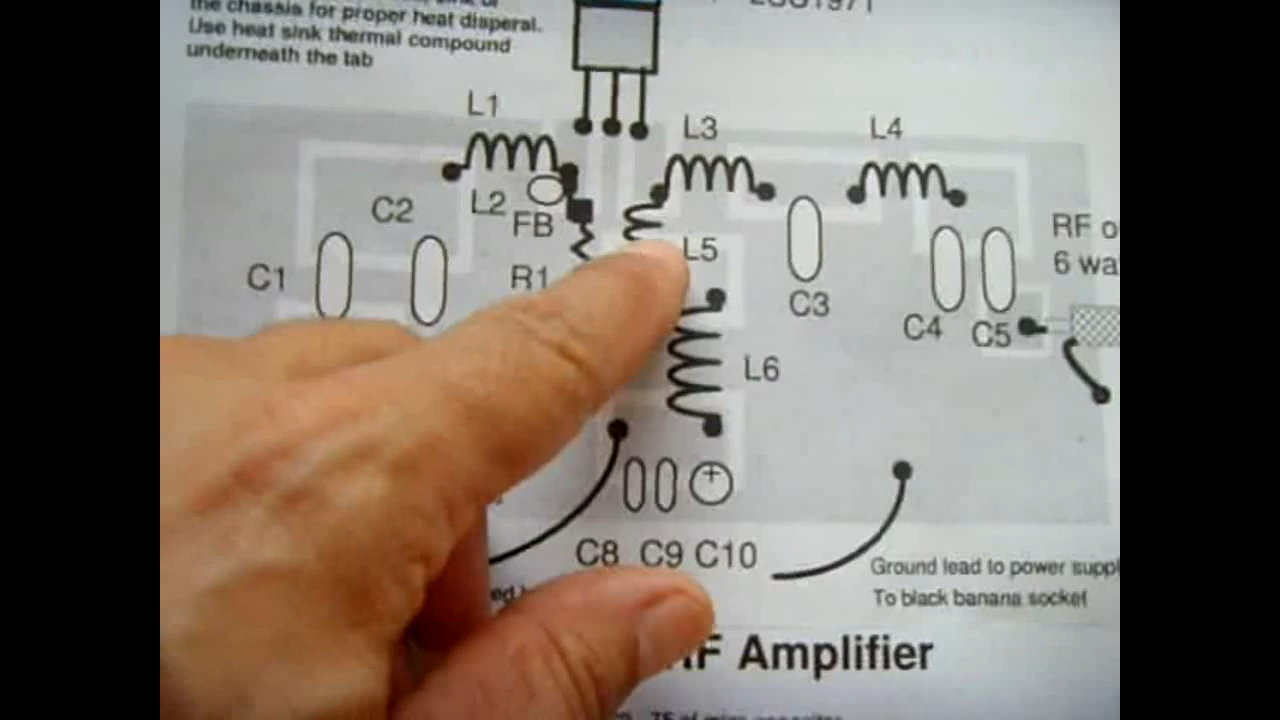 the chassis for proper heat disperal.
Use heat sink thermal compound
underneath the tab
L1
L3
L4
C2
L2
FB
L5
RF o
6 wa
C1
R1
C3
C4
C5
L6
C8 C9 C10
Ground lead to power suppl
To black banana socket
RF Amplifier